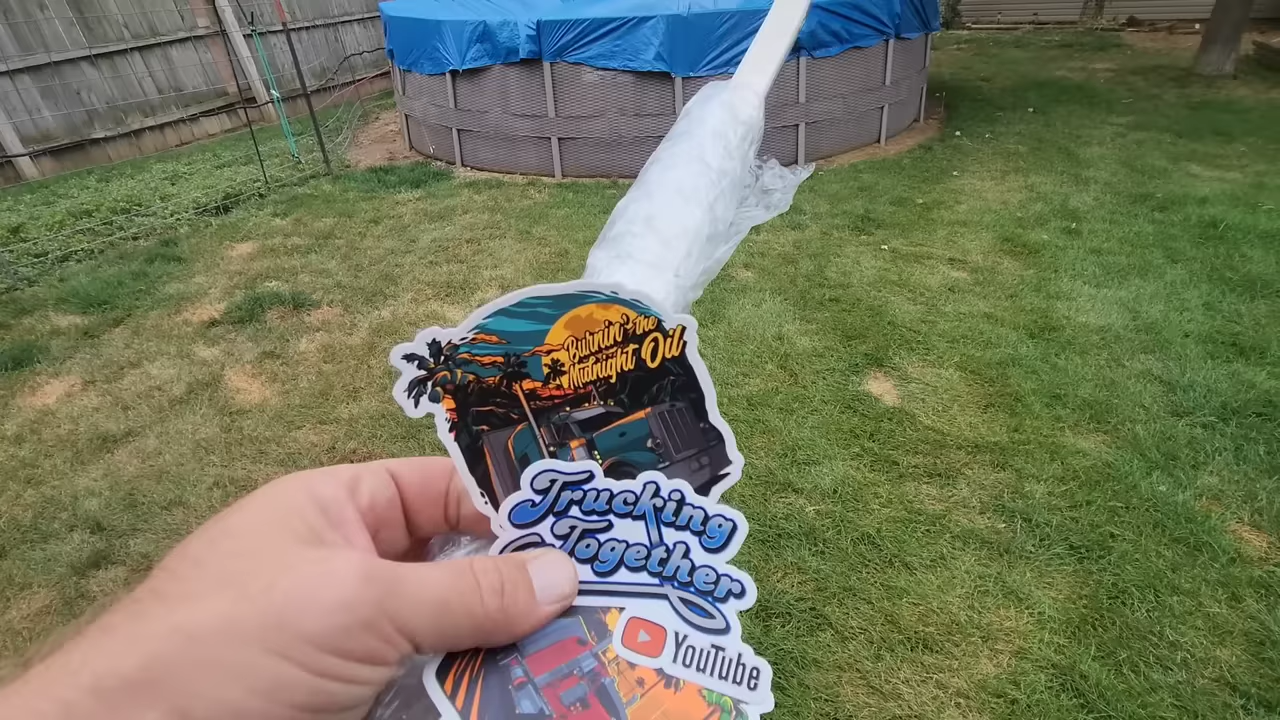 Burnin' the
Midnight Oil
Trucking
Together
YouTube